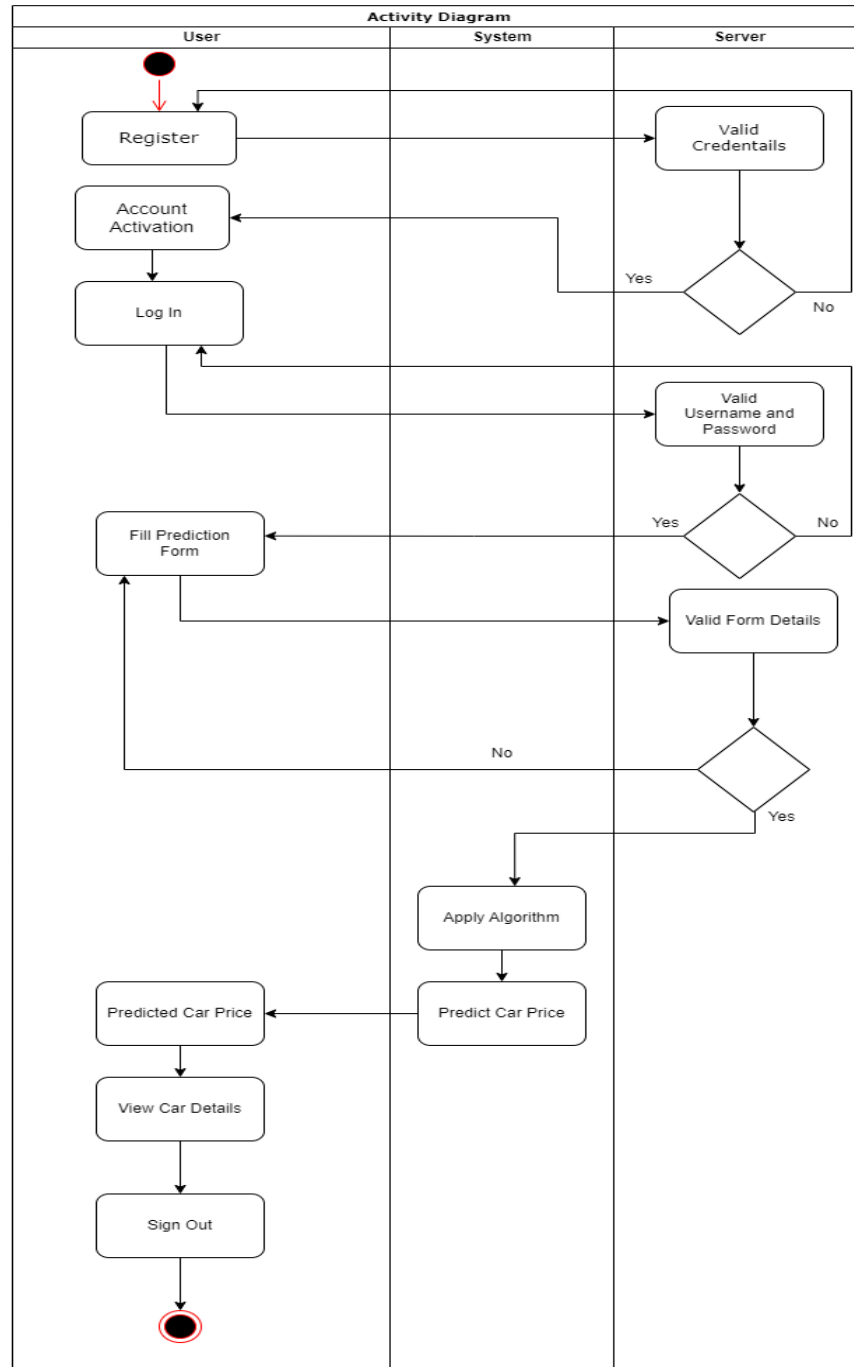 Activity Diagram
User
System
Server
Register
Valid
Credentails
Account
Activation
Yes
No
Log In
Valid
Username and
Password
Fill Prediction
Form
Yes
No
Valid Form Details
No
Yes
Apply Algorithm
Predicted Car Price
Predict Car Price
View Car Details
Sign Out